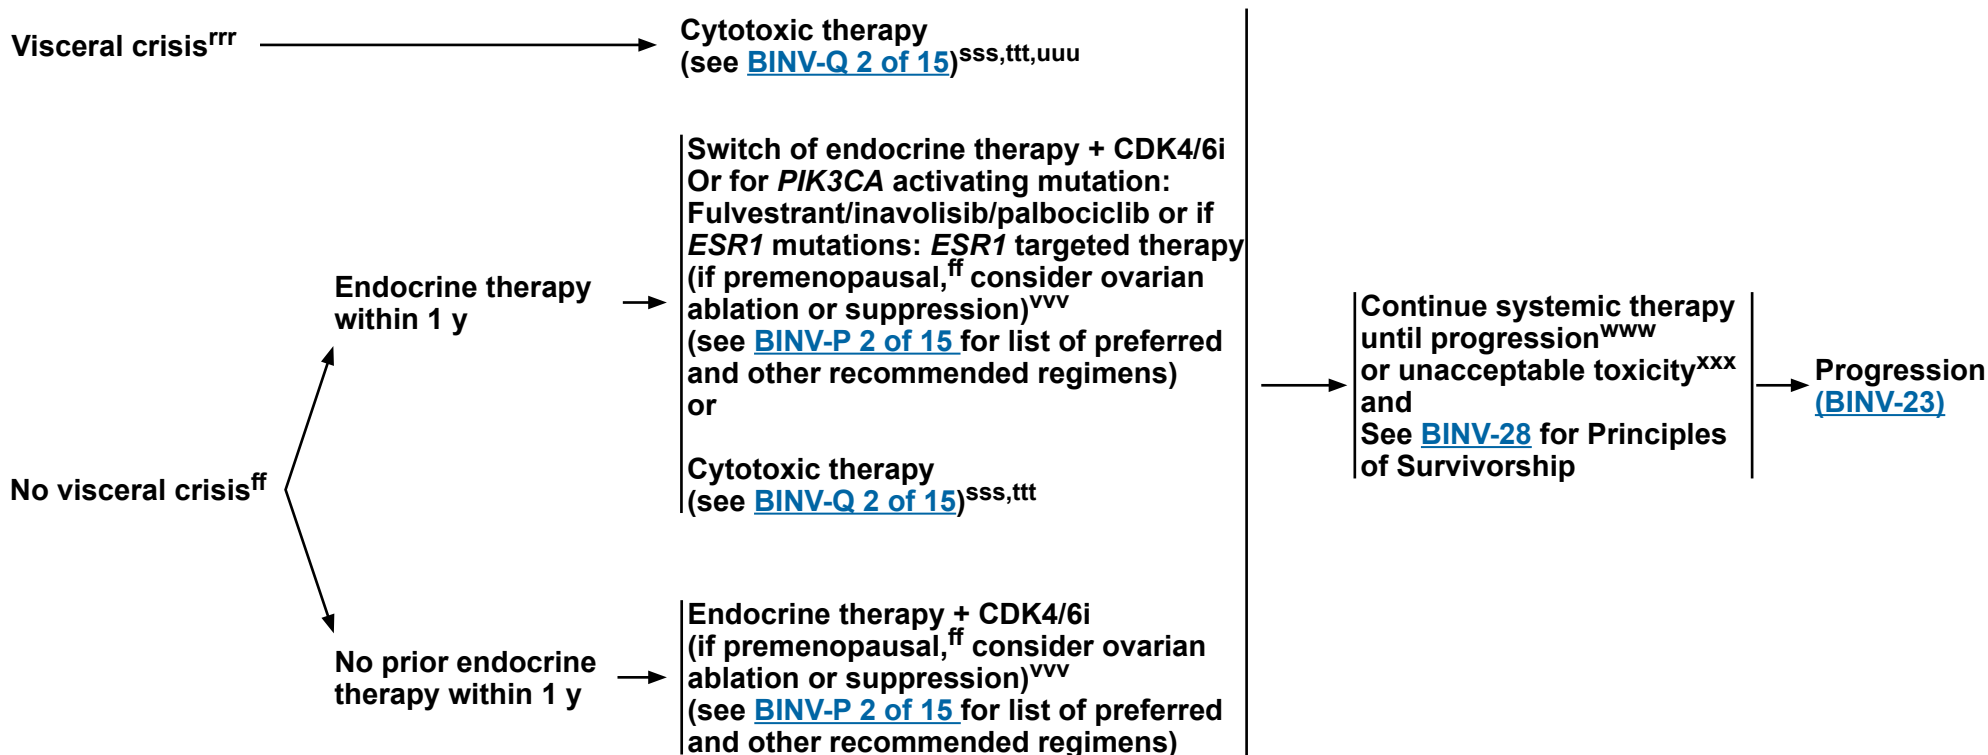 Visceral crisisrrr
Cytotoxic therapy
(see BINV-Q 2 of 15)sss,ttt,uuu
No visceral crisisff
Endocrine therapy
within 1 y
Switch of endocrine therapy + CDK4/6i
Or for PIK3CA activating mutation:
Fulvestrant/inavolisib/palbociclib or if
ESR1 mutations: ESR1 targeted therapy
(if premenopausal,ff consider ovarian
ablation or suppression)vvv
(see BINV-P 2 of 15 for list of preferred
and other recommended regimens)
or
Cytotoxic therapy
(see BINV-Q 2 of 15)sss,ttt
No prior endocrine
therapy within 1 y
Endocrine therapy + CDK4/6i
(if premenopausal,ff consider ovarian
ablation or suppression)vvv
(see BINV-P 2 of 15 for list of preferred
and other recommended regimens)
Continue systemic therapy
until progressionwww
or unacceptable toxicityxxx
and
See BINV-28 for Principles
of Survivorship
Progression
(BINV-23)